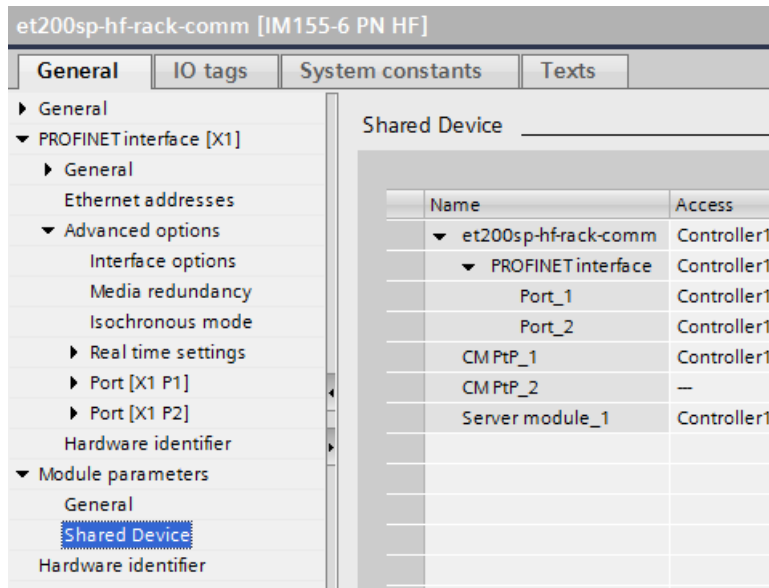 et200sp-hf-rack-comm [IM155-6 PN HF]
General IO tags System constants Texts
General
PROFINET interface [X1]
General
Ethernet addresses
Advanced options
Interface options
Media redundancy
Isochronous mode
Real time settings
Port [X1 P1]
Port [X1 P2]
Hardware identifier
Module parameters
General
Shared Device
Hardware identifier
Shared Device
Name Access
et200sp-hf-rack-comm Controller1
PROFINET interface Controller1
Port_1 Controller1
Port_2 Controller1
CM PtP_1 Controller1
CM PtP_2 ---
Server module_1 Controller1